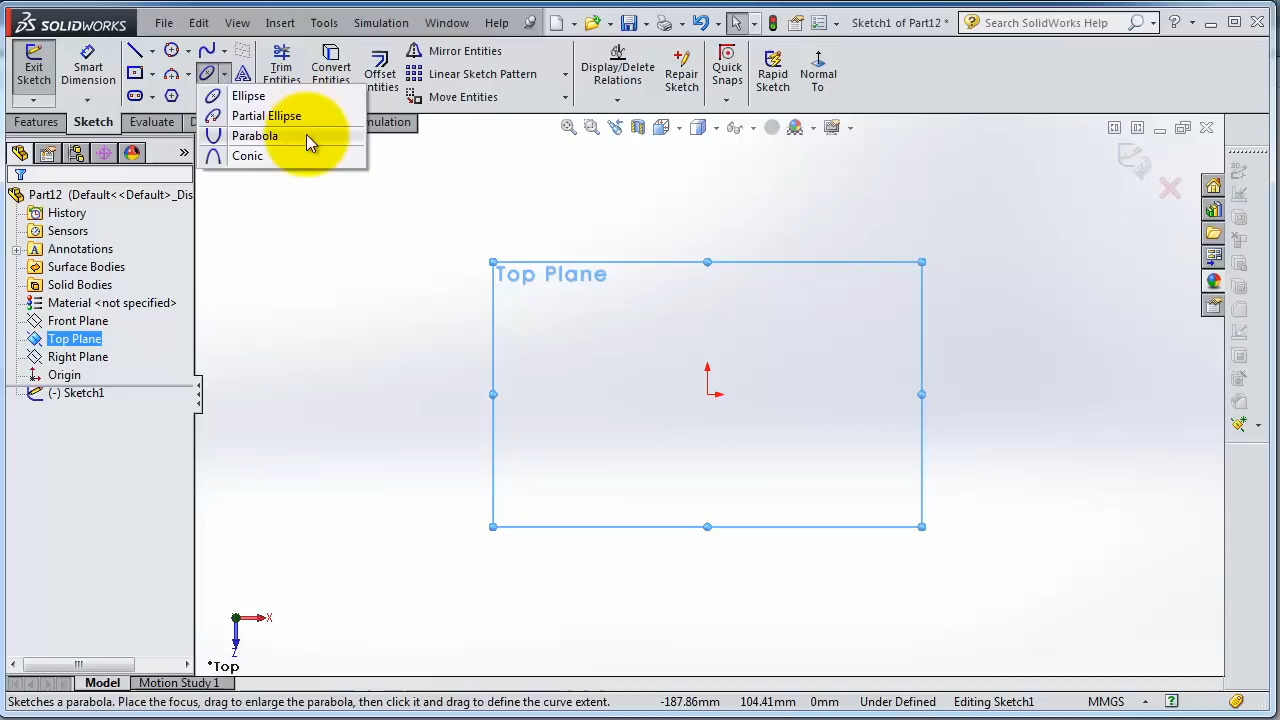 SOLIDWORKS File Edit View Insert Tools Simulation Window Help Sketch1 of Part12 * Search SolidWorks Help
Exit Sketch
Smart Dimension
Trim Entities
Convert Entities
Offset Entities
Mirror Entities
Linear Sketch Pattern
Move Entities
Display/Delete Relations
Repair Sketch
Quick Snaps
Rapid Sketch
Normal To
Ellipse
Partial Ellipse
Parabola
Conic
Features Sketch Evaluate
Part12 (Default<<Default>_Dis
History
Sensors
Annotations
Surface Bodies
Solid Bodies
Material <not specified>
Front Plane
Top Plane
Right Plane
Origin
(-) Sketch1
Top Plane
X
Z
*Top
Model Motion Study 1
Sketches a parabola. Place the focus, drag to enlarge the parabola, then click it and drag to define the curve extent. -187.86mm 104.41mm 0mm Under Defined Editing Sketch1 MMGS